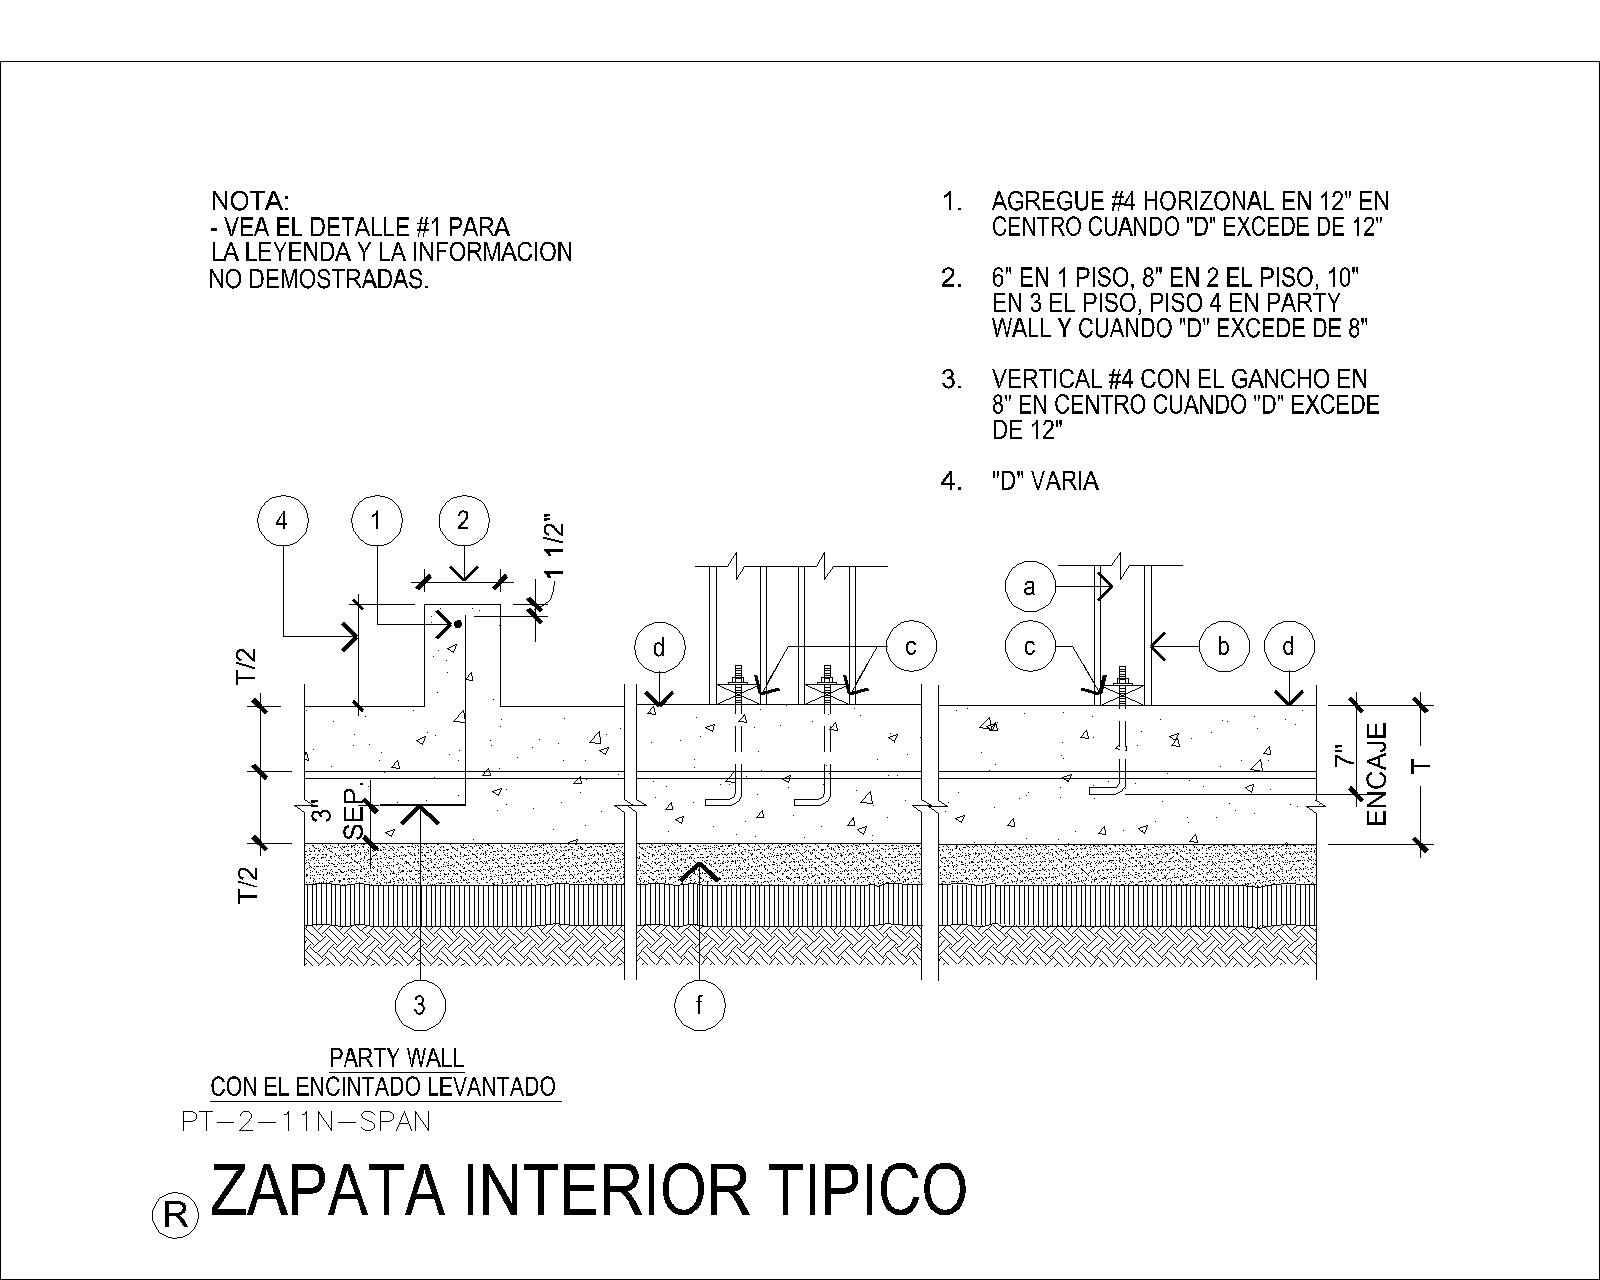 NOTA:
- VEA EL DETALLE #1 PARA
LA LEYENDA Y LA INFORMACION
NO DEMOSTRADAS.
1. AGREGUE #4 HORIZONAL EN 12" EN
CENTRO CUANDO "D" EXCEDE DE 12"
2. 6" EN 1 PISO, 8" EN 2 EL PISO, 10"
EN 3 EL PISO, PISO 4 EN PARTY
WALL Y CUANDO "D" EXCEDE DE 8"
3. VERTICAL #4 CON EL GANCHO EN
8" EN CENTRO CUANDO "D" EXCEDE
DE 12"
4. "D" VARIA
4
1
2
1 1/2"
a
d
c
c
b
d
T/2
3"
SEP.
T/2
7"
ENCAJE
T
3
f
PARTY WALL
CON EL ENCINTADO LEVANTADO
PT-2-11N-SPAN
R
ZAPATA INTERIOR TIPICO